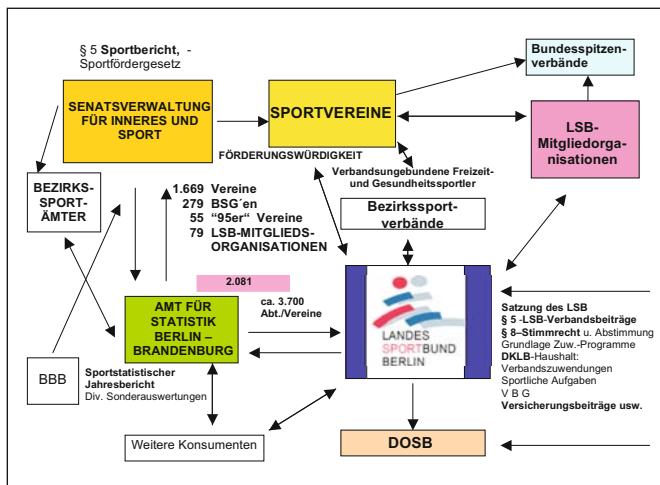 § 5 Sportbericht, -
Sportfördergesetz
Bundesspitzen-
verbände
SENATSVERWALTUNG
FÜR INNERES UND
SPORT
SPORTVEREINE
LSB-
Mitgliedorga-
nisationen
FÖRDERUNGSWÜRDIGKEIT
Verbandsungebundene Freizeit-
und Gesundheitssportler
BEZIRKS-
SPORT-
ÄMTER
1.669 Vereine
279 BSG´en
55 “95er“ Vereine
79 LSB-MITGLIEDS-
ORGANISATIONEN
Bezirkssport-
verbände
2.081
AMT FÜR
STATISTIK
BERLIN –
BRANDENBURG
ca. 3.700
Abt./Vereine
LANDES
SPORTBUND
BERLIN
Satzung des LSB
§ 5 -LSB-Verbandsbeiträge
§ 8–Stimmrecht u. Abstimmung
Grundlage Zuw.-Programme
DKLB-Haushalt:
Verbandszuwendungen
Sportliche Aufgaben
V B G
Versicherungsbeiträge usw.
BBB
Sportstatistischer
Jahresbericht
Div. Sonderauswertungen
Weitere Konsumenten
DOSB